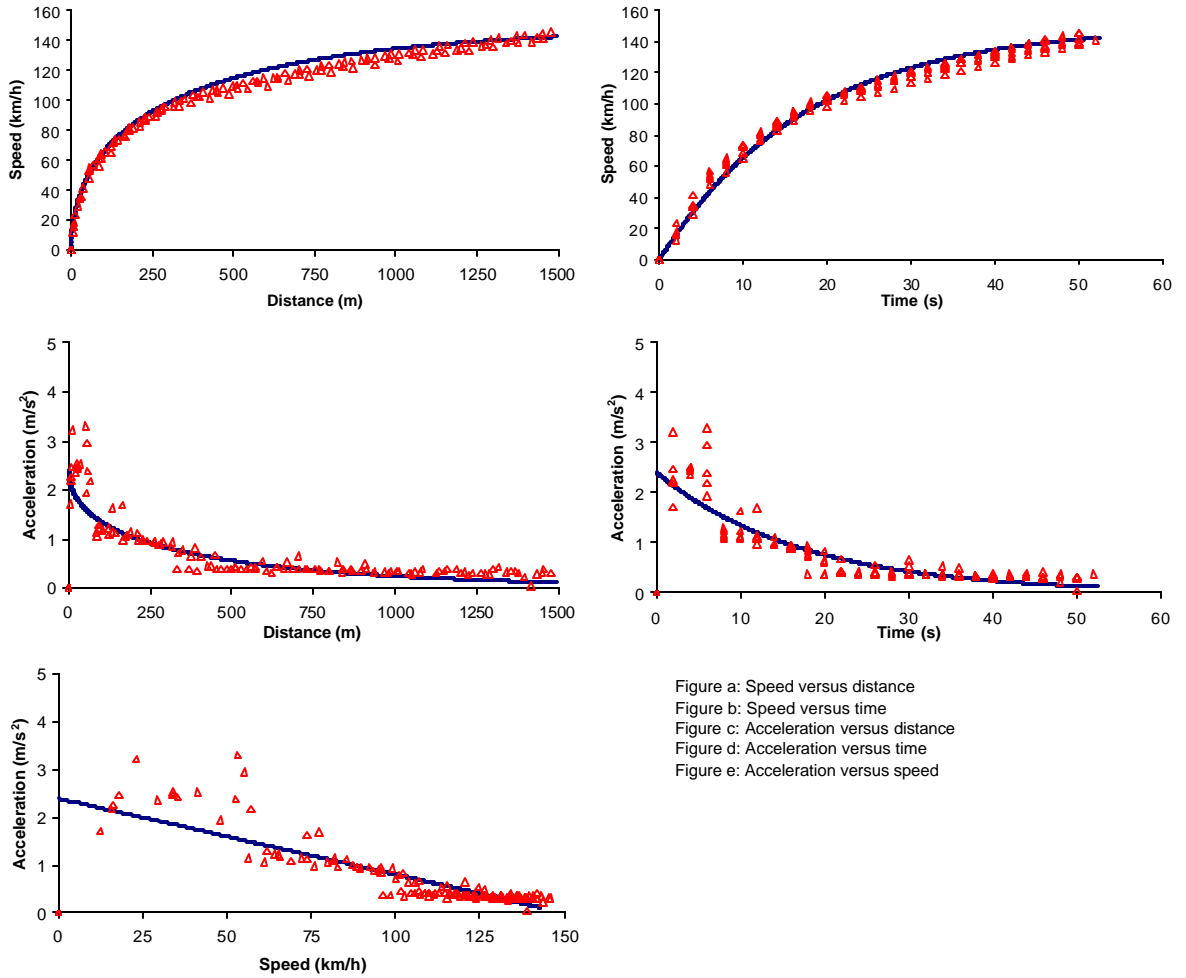 160
140
120
100
80
60
40
20
0
Speed (km/h)
0 250 500 750 1000 1250 1500
Distance (m)
160
140
120
100
80
60
40
20
0
Speed (km/h)
0 10 20 30 40 50 60
Time (s)
5
4
3
2
1
0
Acceleration (m/s²)
0 250 500 750 1000 1250 1500
Distance (m)
5
4
3
2
1
0
Acceleration (m/s²)
0 10 20 30 40 50 60
Time (s)
5
4
3
2
1
0
Acceleration (m/s²)
0 25 50 75 100 125 150
Speed (km/h)
Figure a: Speed versus distance
Figure b: Speed versus time
Figure c: Acceleration versus distance
Figure d: Acceleration versus time
Figure e: Acceleration versus speed